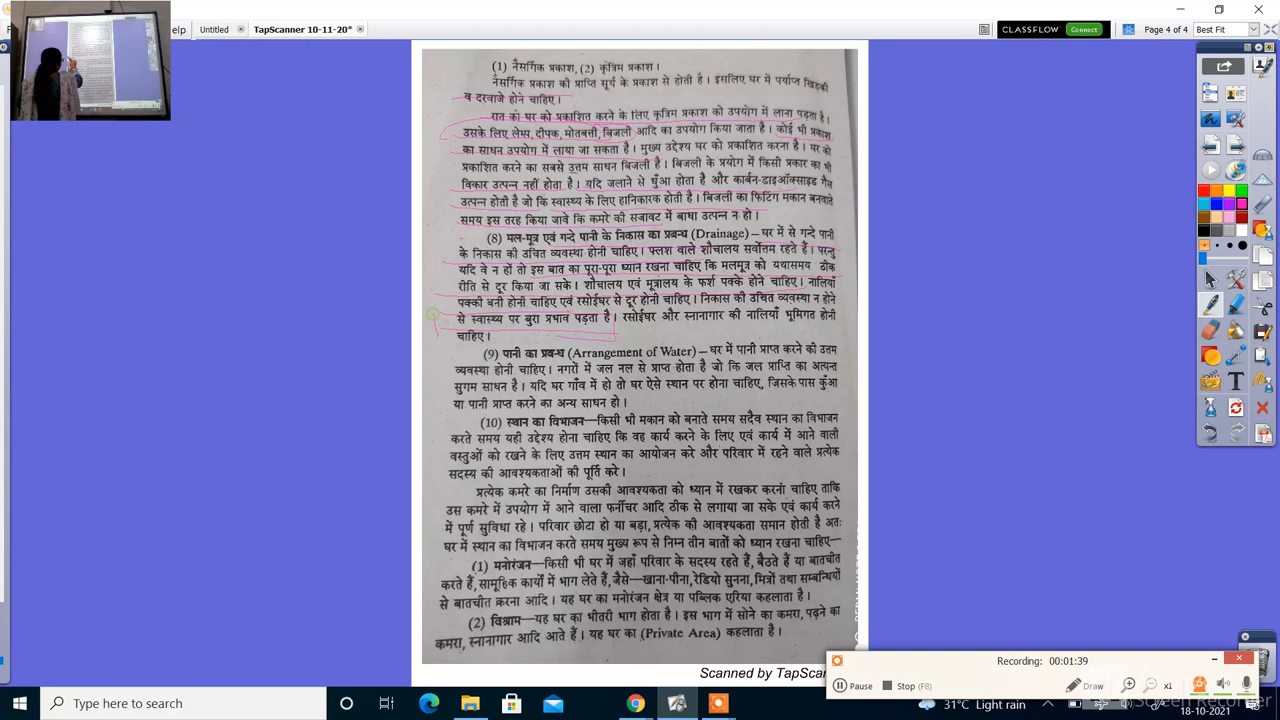 elp
Untitled
TapScanner 10-11-20*
CLASSFLOW
Connect
Page 4 of 4
Best Fit
(1) नैसर्गिक प्रकाश, (2) कृत्रिम प्रकाश।
नैसर्गिक प्रकाश की प्राप्ति सूर्य के प्रकाश से होती है। इसलिए घर में पर्याप्त खिड़की
व दरवाजे होने चाहिए।
रात को घर को प्रकाशित करने के लिए कृत्रिम प्रकाश को उपयोग में लाना पड़ता है।
उसके लिए लेम्प, दीपक, मोतबत्ती, बिजली आदि का उपयोग किया जाता है। कोई भी प्रकाश
का साधन उपयोग में लाया जा सकता है। मुख्य उद्देश्य घर को प्रकाशित करना है। घर को
प्रकाशित करने का सबसे उत्तम साधन बिजली है। बिजली के प्रयोग में किसी प्रकार का भी
विकार उत्पन्न नहीं होता है। यदि जलाने से धुँआ होता है और कार्बन-डाइऑक्साइड गैस
उत्पन होती है जो कि स्वास्थ्य के लिए हानिकारक होती है। बिजली का फिटिंग मकान बनवाते
समय इस तरह किया जावे कि कमरे की सजावट में बाधा उत्पन न हो।
(8) मल-मूत्र एवं गन्दे पानी के निकास का प्रबन्ध (Drainage)– घर में से गन्दे पानी
के निकास की उचित व्यवस्था होनी चाहिए। फ्लश वाले शौचालय सर्वोत्तम रहते हैं। परन्तु
यदि वे न हों तो इस बात का पूरा-पूरा ध्यान रखना चाहिए कि मलमूत्र को यथासमय ठीक
रीति से दूर किया जा सके। शौचालय एवं मूत्रालय के फर्श पक्के होने चाहिए। नालियाँ
पक्की बनी होनी चाहिए एवं रसोईघर से दूर होनी चाहिए। निकास की उचित व्यवस्था न होने
से स्वास्थ्य पर बुरा प्रभाव पड़ता है। रसोईघर और स्नानागार की नालियाँ भूमिगत होनी
चाहिए।
(9) पानी का प्रबन्ध (Arrangement of Water)– घर में पानी प्राप्त करने की उत्तम
व्यवस्था होनी चाहिए। नगरों में जल नल से प्राप्त होता है जो कि जल प्राप्ति का अत्यन्त
सुगम साधन है। यदि घर गाँव में हो तो घर ऐसे स्थान पर होना चाहिए, जिसके पास कुँआ
या पानी प्राप्त करने का अन्य साधन हो।
(10) स्थान का विभाजन–किसी भी मकान को बनाते समय सदैव स्थान का विभाजन
करते समय यही उद्देश्य होना चाहिए कि वह कार्य करने के लिए एवं कार्य में आने वाली
वस्तुओं को रखने के लिए उत्तम स्थान का आयोजन करे और परिवार में रहने वाले प्रत्येक
सदस्य की आवश्यकताओं की पूर्ति करे।
प्रत्येक कमरे का निर्माण उसकी आवश्यकता को ध्यान में रखकर करना चाहिए ताकि
उस कमरे में उपयोग में आने वाला फर्नीचर आदि ठीक से लगाया जा सके एवं कार्य करने
में पूर्ण सुविधा रहे। परिवार छोटा हो या बड़ा, प्रत्येक की आवश्यकता समान होती है अतः
घर में स्थान का विभाजन करते समय मुख्य रूप से निम्न तीन बातों को ध्यान रखना चाहिए–
(1) मनोरंजन–किसी भी घर में जहाँ परिवार के सदस्य रहते हैं, बैठते हैं या बातचीत
करते हैं, सामूहिक कार्यों में भाग लेते हैं, जैसे–खाना-पीना, रेडियो सुनना, मित्रों तथा सम्बन्धियों
से बातचीत करना आदि। यह घर का मनोरंजन क्षेत्र या पब्लिक एरिया कहलाता है।
(2) विश्राम–यह घर का भीतरी भाग होता है। इस भाग में सोने का कमरा, पढ़ने का
कमरा, स्नानागार आदि आते हैं। यह घर का (Private Area) कहलाता है।
Scanned by TapScan
Recording: 00:01:39
Pause
Stop (F8)
x1
Draw
Type here to search
31°C Light rain
18-10-2021
Screen Recorder